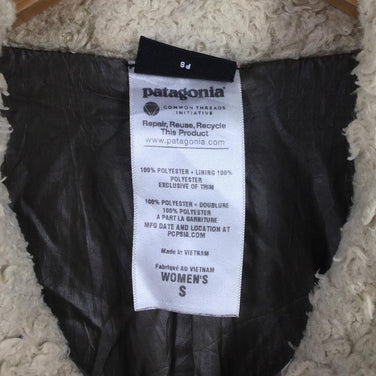 patagonia
COMMON THREADS
INITIATIVE
Repair, Reuse, Recycle
This Product
www.patagonia.com
100% POLYESTER • LINING 100%
POLYESTER
EXCLUSIVE OF TRIM
100% POLYESTER • DOUBLURE
100% POLYESTER
A PART LA GARNITURE
MFG DATE AND LOCATION AT
PCPSIA.COM
Made in VIETNAM
Fabriqué AU VIETNAM
WOMEN'S
S